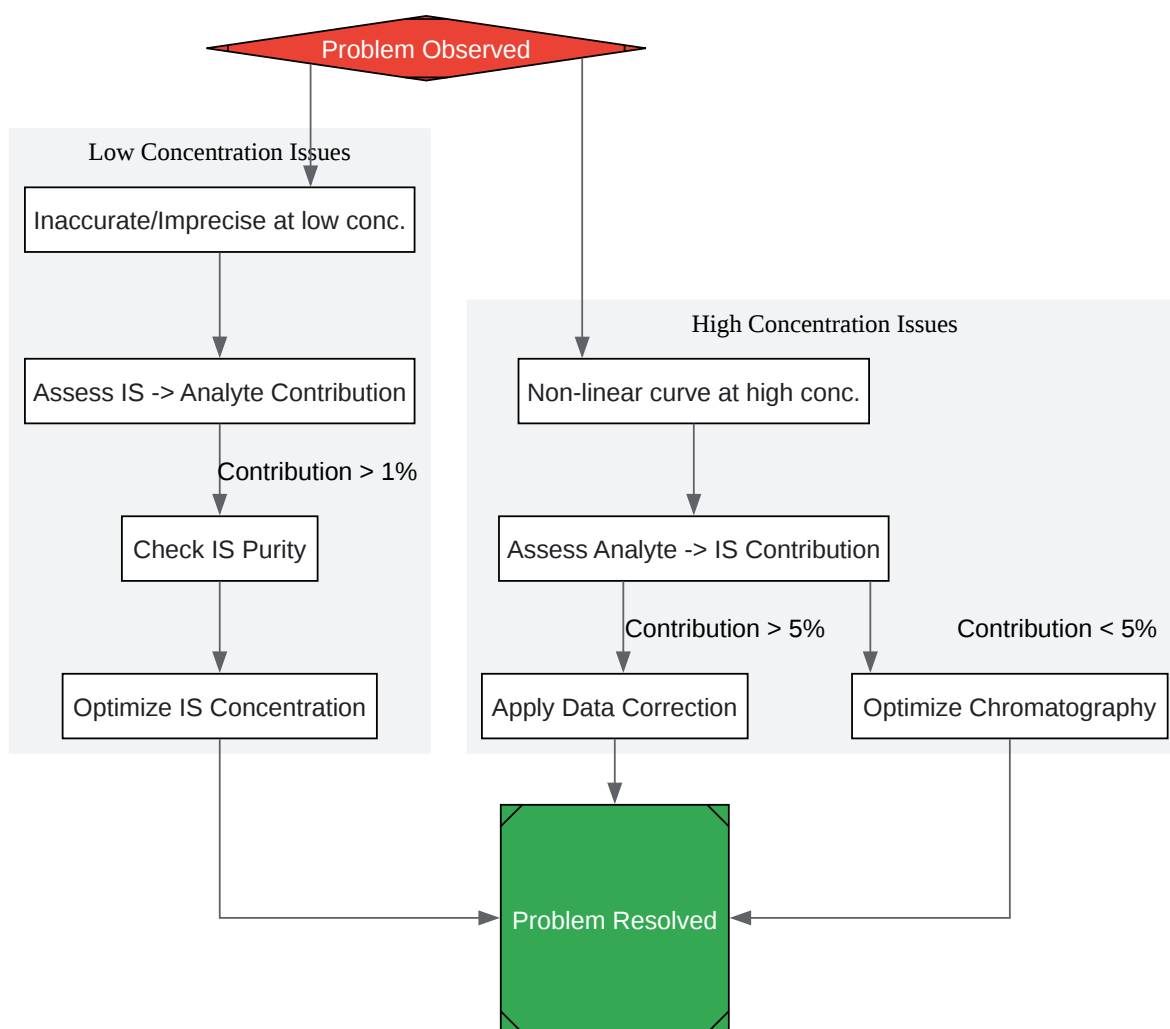 Problem Observed
Low Concentration Issues
Inaccurate/Imprecise at low conc.
Assess IS -> Analyte Contribution
Contribution > 1%
Check IS Purity
Optimize IS Concentration
High Concentration Issues
Non-linear curve at high conc.
Assess Analyte -> IS Contribution
Contribution > 5%
Contribution < 5%
Apply Data Correction
Optimize Chromatography
Problem Resolved